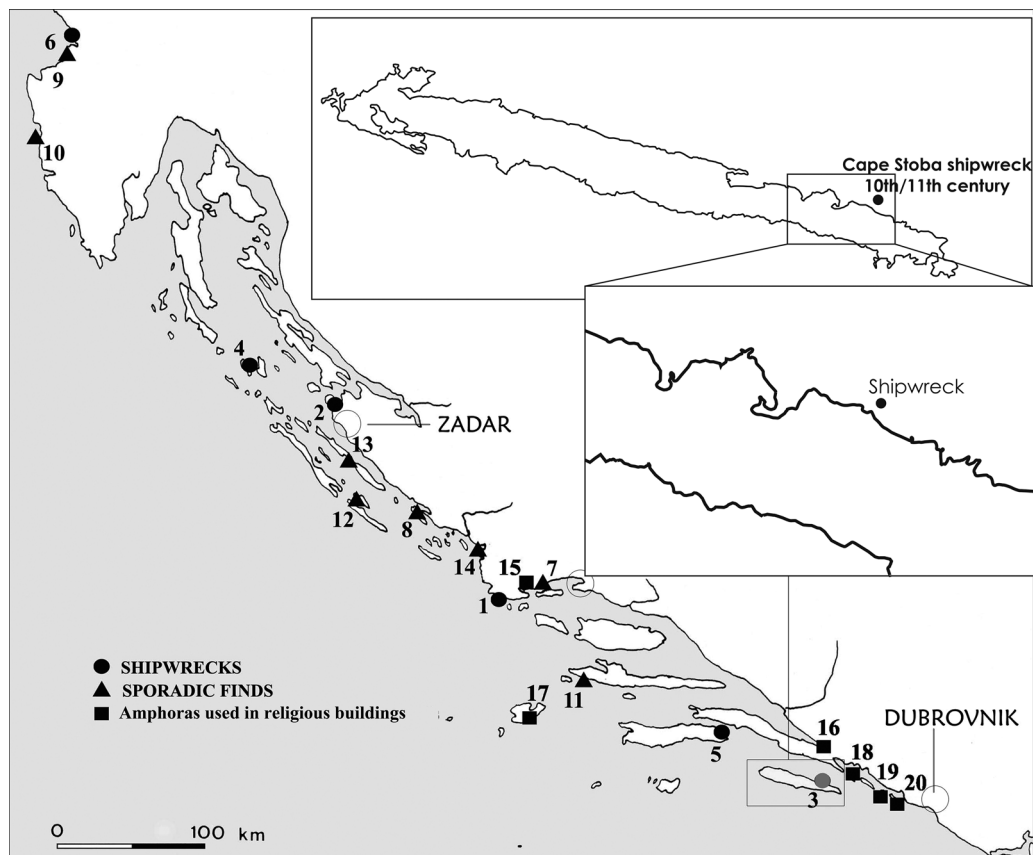 6
9
10
Cape Stoba shipwreck
10th/11th century
4
2
ZADAR
13
Shipwreck
12
8
14
15
7
1
SHIPWRECKS
SPORADIC FINDS
Amphoras used in religious buildings
11
17
5
16
DUBROVNIK
18
19
20
3
0 100 km